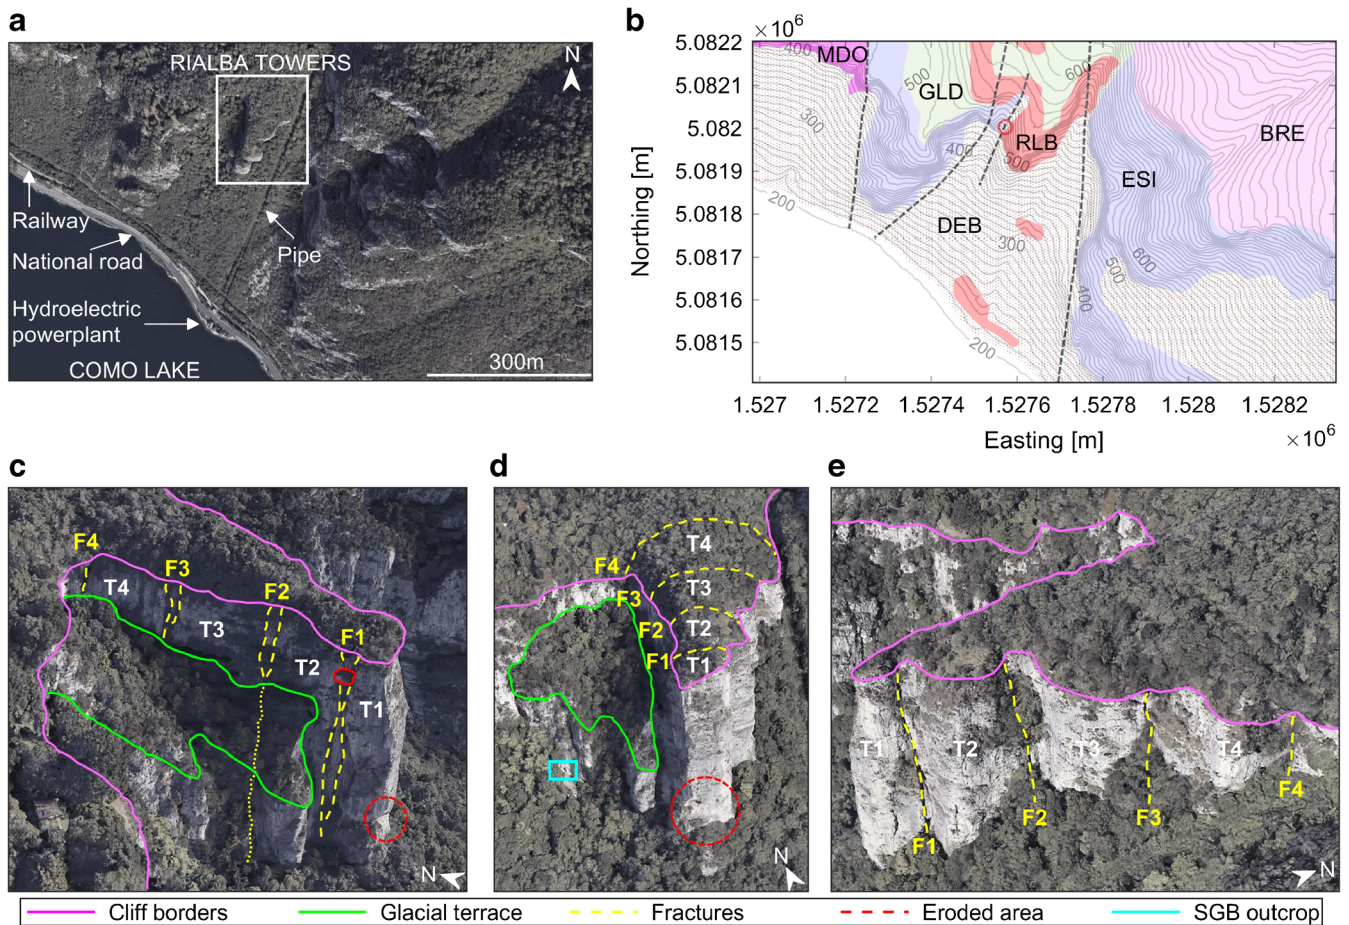 a
RIALBA TOWERS
N
Railway
National road
Pipe
Hydroelectric
powerplant
COMO LAKE
300m
b
×10⁶
5.0822
5.0821
5.082
5.0819
5.0818
5.0817
5.0816
5.0815
Northing [m]
400
MDO
500
GLD
600
300
400
RLB
500
BRE
ESI
200
DEB
300
600
500
400
200
1.527
1.5272
1.5274
1.5276
1.5278
1.528
1.5282
Easting [m]
×10⁶
c
F4
F3
T4
F2
T3
F1
T2
T1
N
d
T4
F4
T3
F3
F2
T2
F1
T1
N
e
T1
T2
T3
T4
F4
F2
F3
F1
N
Cliff borders
Glacial terrace
Fractures
Eroded area
SGB outcrop